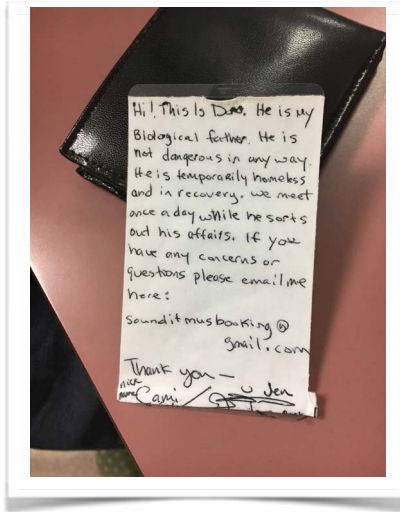 Hi! This Is He is My
Biological father. He is
not dangerous in any way.
He is temporarily homeless
and in recovery. we meet
once a day while he sorts
out his affairs. If you
have any concerns or
questions please email me
here:
sounditmusbooking@
gmail.com
Thank you —
nick
name Cami / Jen